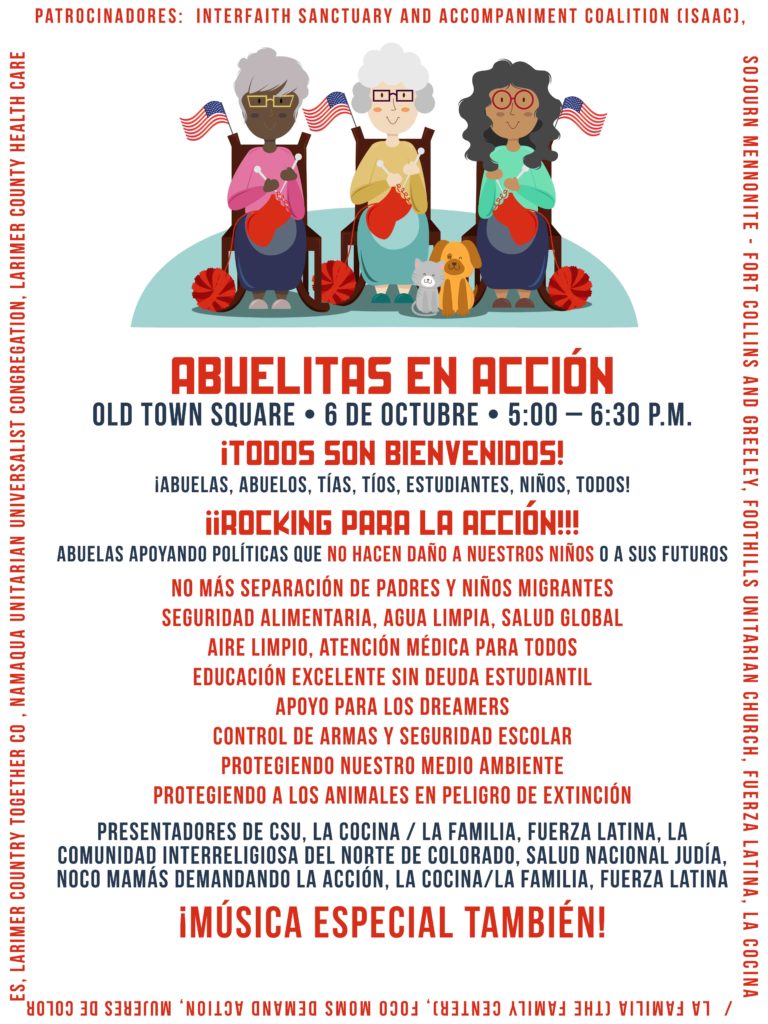 PATROCINADORES: INTERFAITH SANCTUARY AND ACCOMPANIMENT COALITION (ISAAC),
SOJOURN MENNONITE - FORT COLLINS AND GREELEY, FOOTHILLS UNITARIAN CHURCH, FUERZA LATINA, LA COCINA
/ LA FAMILIA (THE FAMILY CENTER), FOCO MOMS DEMAND ACTION, MUJERES DE COLOR
ES, LARIMER COUNTRY TOGETHER CO , NAMAQUA UNITARIAN UNIVERSALIST CONGREGATION, LARIMER COUNTY HEALTH CARE
ABUELITAS EN ACCIÓN
OLD TOWN SQUARE • 6 DE OCTUBRE • 5:00 – 6:30 P.M.
¡TODOS SON BIENVENIDOS!
¡ABUELAS, ABUELOS, TÍAS, TÍOS, ESTUDIANTES, NIÑOS, TODOS!
¡¡ROCKING PARA LA ACCIÓN!!!
ABUELAS APOYANDO POLÍTICAS QUE NO HACEN DAÑO A NUESTROS NIÑOS O A SUS FUTUROS
NO MÁS SEPARACIÓN DE PADRES Y NIÑOS MIGRANTES
SEGURIDAD ALIMENTARIA, AGUA LIMPIA, SALUD GLOBAL
AIRE LIMPIO, ATENCIÓN MÉDICA PARA TODOS
EDUCACIÓN EXCELENTE SIN DEUDA ESTUDIANTIL
APOYO PARA LOS DREAMERS
CONTROL DE ARMAS Y SEGURIDAD ESCOLAR
PROTEGIENDO NUESTRO MEDIO AMBIENTE
PROTEGIENDO A LOS ANIMALES EN PELIGRO DE EXTINCIÓN
PRESENTADORES DE CSU, LA COCINA / LA FAMILIA, FUERZA LATINA, LA
COMUNIDAD INTERRELIGIOSA DEL NORTE DE COLORADO, SALUD NACIONAL JUDÍA,
NOCO MAMÁS DEMANDANDO LA ACCIÓN, LA COCINA/LA FAMILIA, FUERZA LATINA
¡MÚSICA ESPECIAL TAMBIÉN!